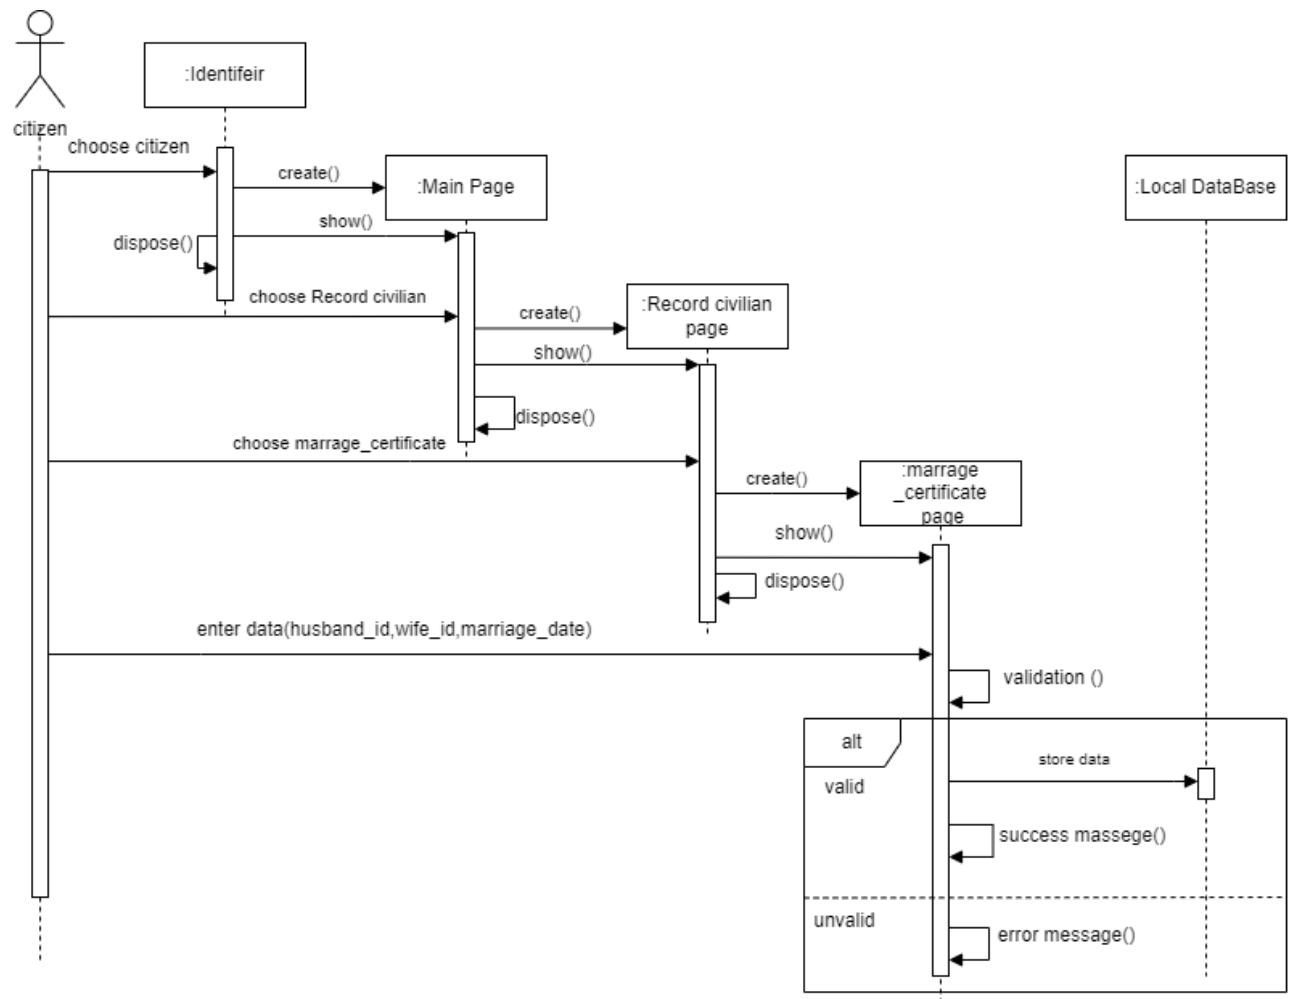 citizen
:Identifeir
choose citizen
create()
:Main Page
:Local DataBase
show()
dispose()
choose Record civilian
:Record civilian
page
create()
show()
dispose()
choose marrage_certificate
:marrage
_certificate
page
create()
show()
dispose()
enter data(husband_id,wife_id,marriage_date)
validation ()
alt
store data
valid
success massege()
unvalid
error message()